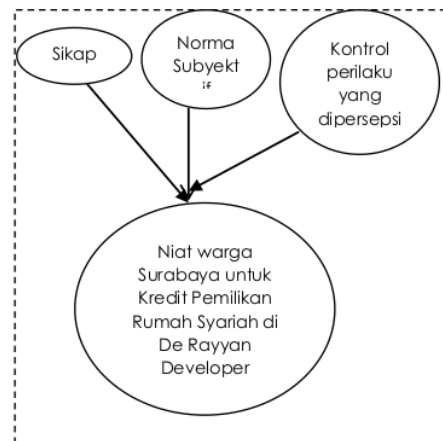 Sikap
Norma
Subyekt
if
Kontrol
perilaku
yang
dipersepsi
Niat warga
Surabaya untuk
Kredit Pemilikan
Rumah Syariah di
De Rayyan
Developer